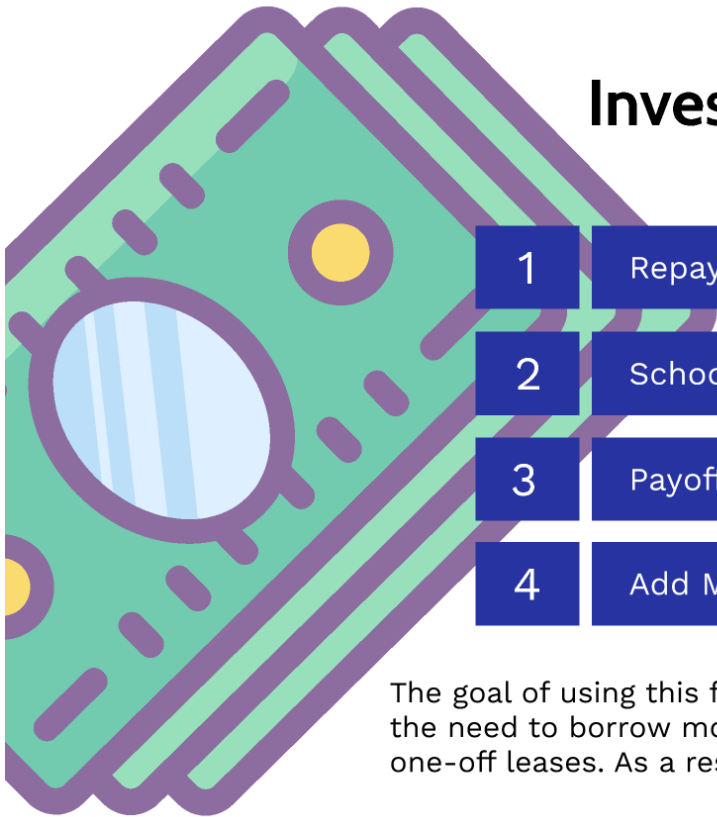 Inves
1 Repay
2 Schoo
3 Payoff
4 Add M
The goal of using this f
the need to borrow mo
one-off leases. As a res